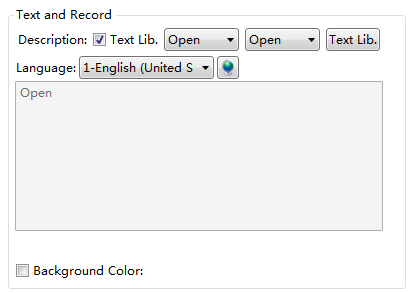 Text and Record
Description: Text Lib. Open Open Text Lib.
Language: 1-English (United S
Open
Background Color: